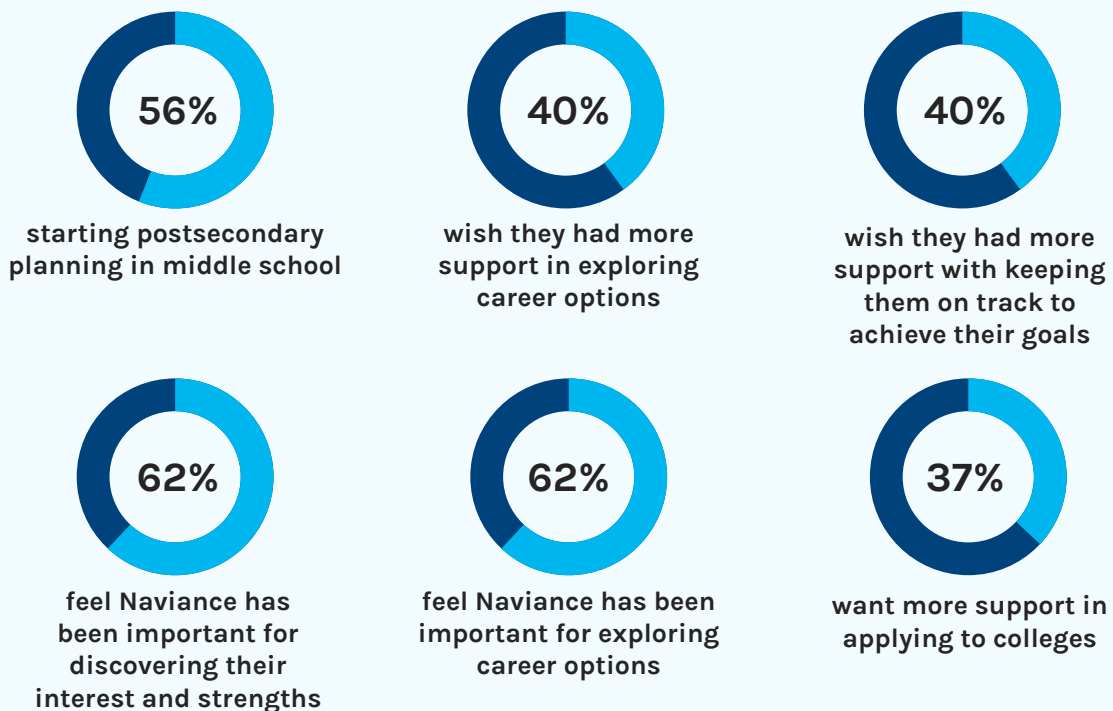 56%
starting postsecondary
planning in middle school
40%
wish they had more
support in exploring
career options
40%
wish they had more
support with keeping
them on track to
achieve their goals
62%
feel Naviance has
been important for
discovering their
interest and strengths
62%
feel Naviance has been
important for exploring
career options
37%
want more support in
applying to colleges